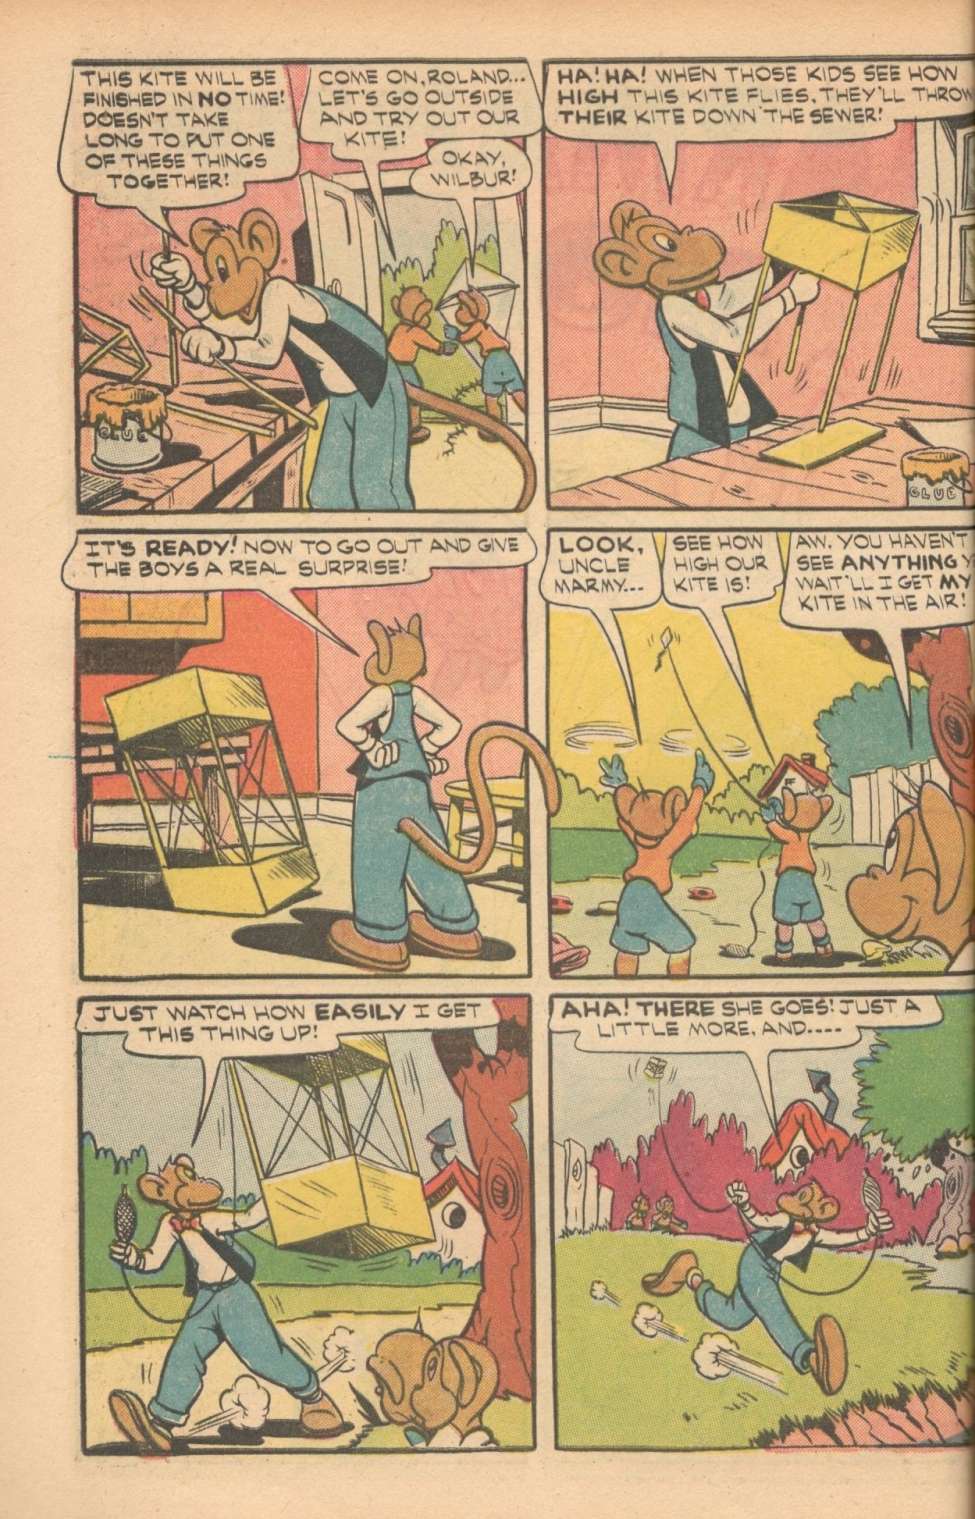 THIS KITE WILL BE
FINISHED IN NO TIME!
DOESN'T TAKE
LONG TO PUT ONE
OF THESE THINGS
TOGETHER!
COME ON, ROLAND...
LET'S GO OUTSIDE
AND TRY OUT OUR
KITE!
OKAY,
WILBUR!
GLUE
HA! HA! WHEN THOSE KIDS SEE HOW
HIGH THIS KITE FLIES, THEY'LL THROW
THEIR KITE DOWN THE SEWER!
GLUE
IT'S READY! NOW TO GO OUT AND GIVE
THE BOYS A REAL SURPRISE!
LOOK,
UNCLE
MARMY...
SEE HOW
HIGH OUR
KITE IS!
AW, YOU HAVEN'T
SEE ANYTHING
WAIT'LL I GET MY
KITE IN THE AIR!
JUST WATCH HOW EASILY I GET
THIS THING UP!
AHA! THERE SHE GOES! JUST A
LITTLE MORE, AND----